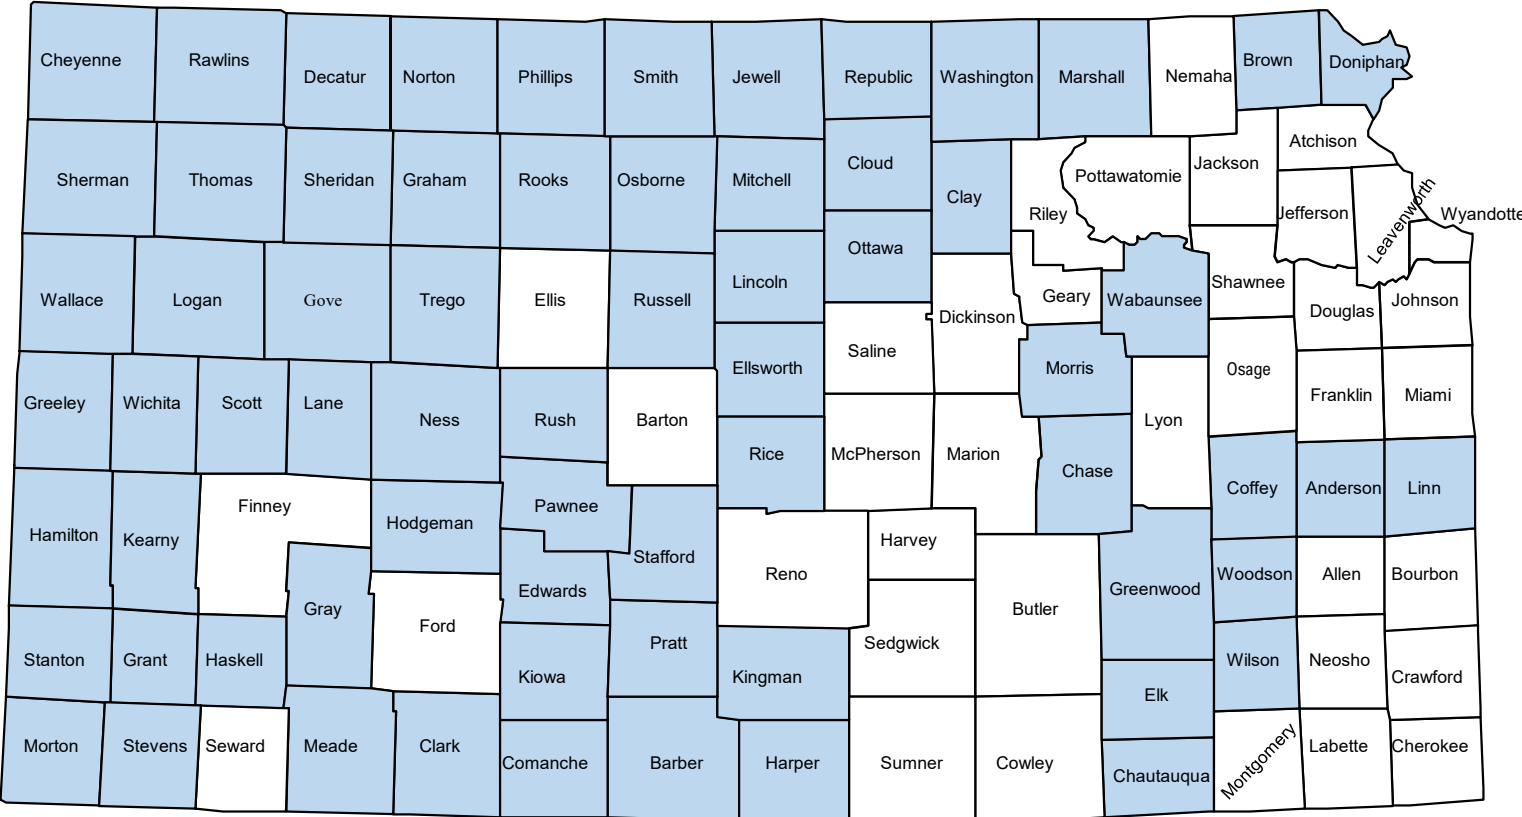 Cheyenne
Rawlins
Decatur
Norton
Phillips
Smith
Jewell
Republic
Washington
Marshall
Nemaha
Brown
Doniphan
Sherman
Thomas
Sheridan
Graham
Rooks
Osborne
Mitchell
Cloud
Clay
Riley
Pottawatomie
Jackson
Atchison
Jefferson
Leavenworth
Wyandotte
Wallace
Logan
Gove
Trego
Ellis
Russell
Lincoln
Ottawa
Saline
Dickinson
Geary
Wabaunsee
Shawnee
Douglas
Johnson
Greeley
Wichita
Scott
Lane
Ness
Rush
Barton
Ellsworth
Rice
McPherson
Marion
Morris
Chase
Lyon
Osage
Franklin
Miami
Coffey
Anderson
Linn
Hamilton
Kearny
Finney
Hodgeman
Pawnee
Stafford
Edwards
Gray
Ford
Reno
Harvey
Sedgwick
Butler
Greenwood
Woodson
Allen
Bourbon
Stanton
Grant
Haskell
Kiowa
Pratt
Kingman
Elk
Wilson
Neosho
Crawford
Morton
Stevens
Seward
Meade
Clark
Comanche
Barber
Harper
Sumner
Cowley
Chautauqua
Montgomery
Labette
Cherokee